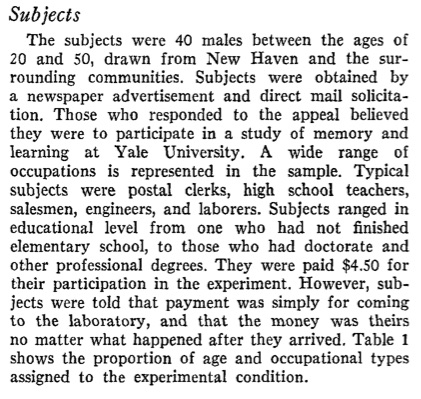 Subjects
The subjects were 40 males between the ages of
20 and 50, drawn from New Haven and the sur-
rounding communities. Subjects were obtained by
a newspaper advertisement and direct mail solicita-
tion. Those who responded to the appeal believed
they were to participate in a study of memory and
learning at Yale University. A wide range of
occupations is represented in the sample. Typical
subjects were postal clerks, high school teachers,
salesmen, engineers, and laborers. Subjects ranged in
educational level from one who had not finished
elementary school, to those who had doctorate and
other professional degrees. They were paid $4.50 for
their participation in the experiment. However, sub-
jects were told that payment was simply for coming
to the laboratory, and that the money was theirs
no matter what happened after they arrived. Table 1
shows the proportion of age and occupational types
assigned to the experimental condition.